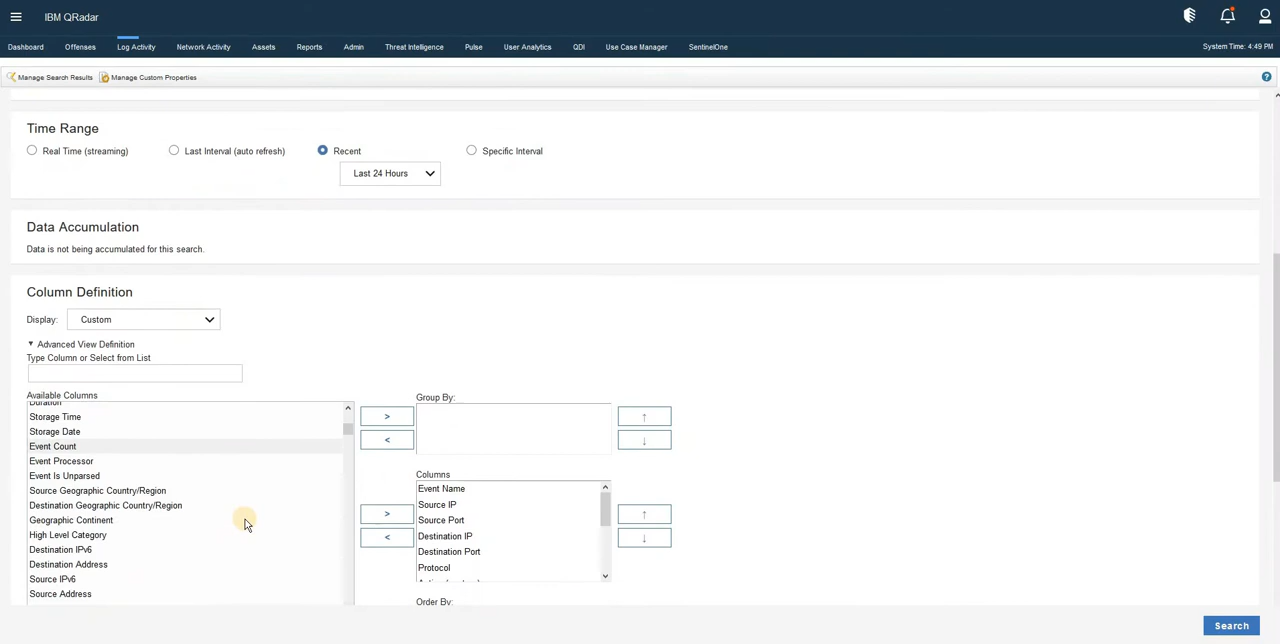 IBM QRadar
Dashboard Offenses Log Activity Network Activity Assets Reports Admin Threat Intelligence Pulse User Analytics QDI Use Case Manager SentinelOne System Time: 4:49 PM
Manage Search Results Manage Custom Properties
Time Range
Real Time (streaming) Last Interval (auto refresh) Recent Specific Interval
Last 24 Hours
Data Accumulation
Data is not being accumulated for this search.
Column Definition
Display: Custom
Advanced View Definition
Type Column or Select from List
Available Columns
Group By:
Duration
Storage Time
>
↑
Storage Date
<
↓
Event Count
Event Processor
Event Is Unparsed
Columns
Source Geographic Country/Region
Event Name
Destination Geographic Country/Region
Source IP
Geographic Continent
>
Source Port
↑
High Level Category
<
Destination IP
↓
Destination IPv6
Destination Port
Destination Address
Protocol
Source IPv6
Source Address
Order By:
Search